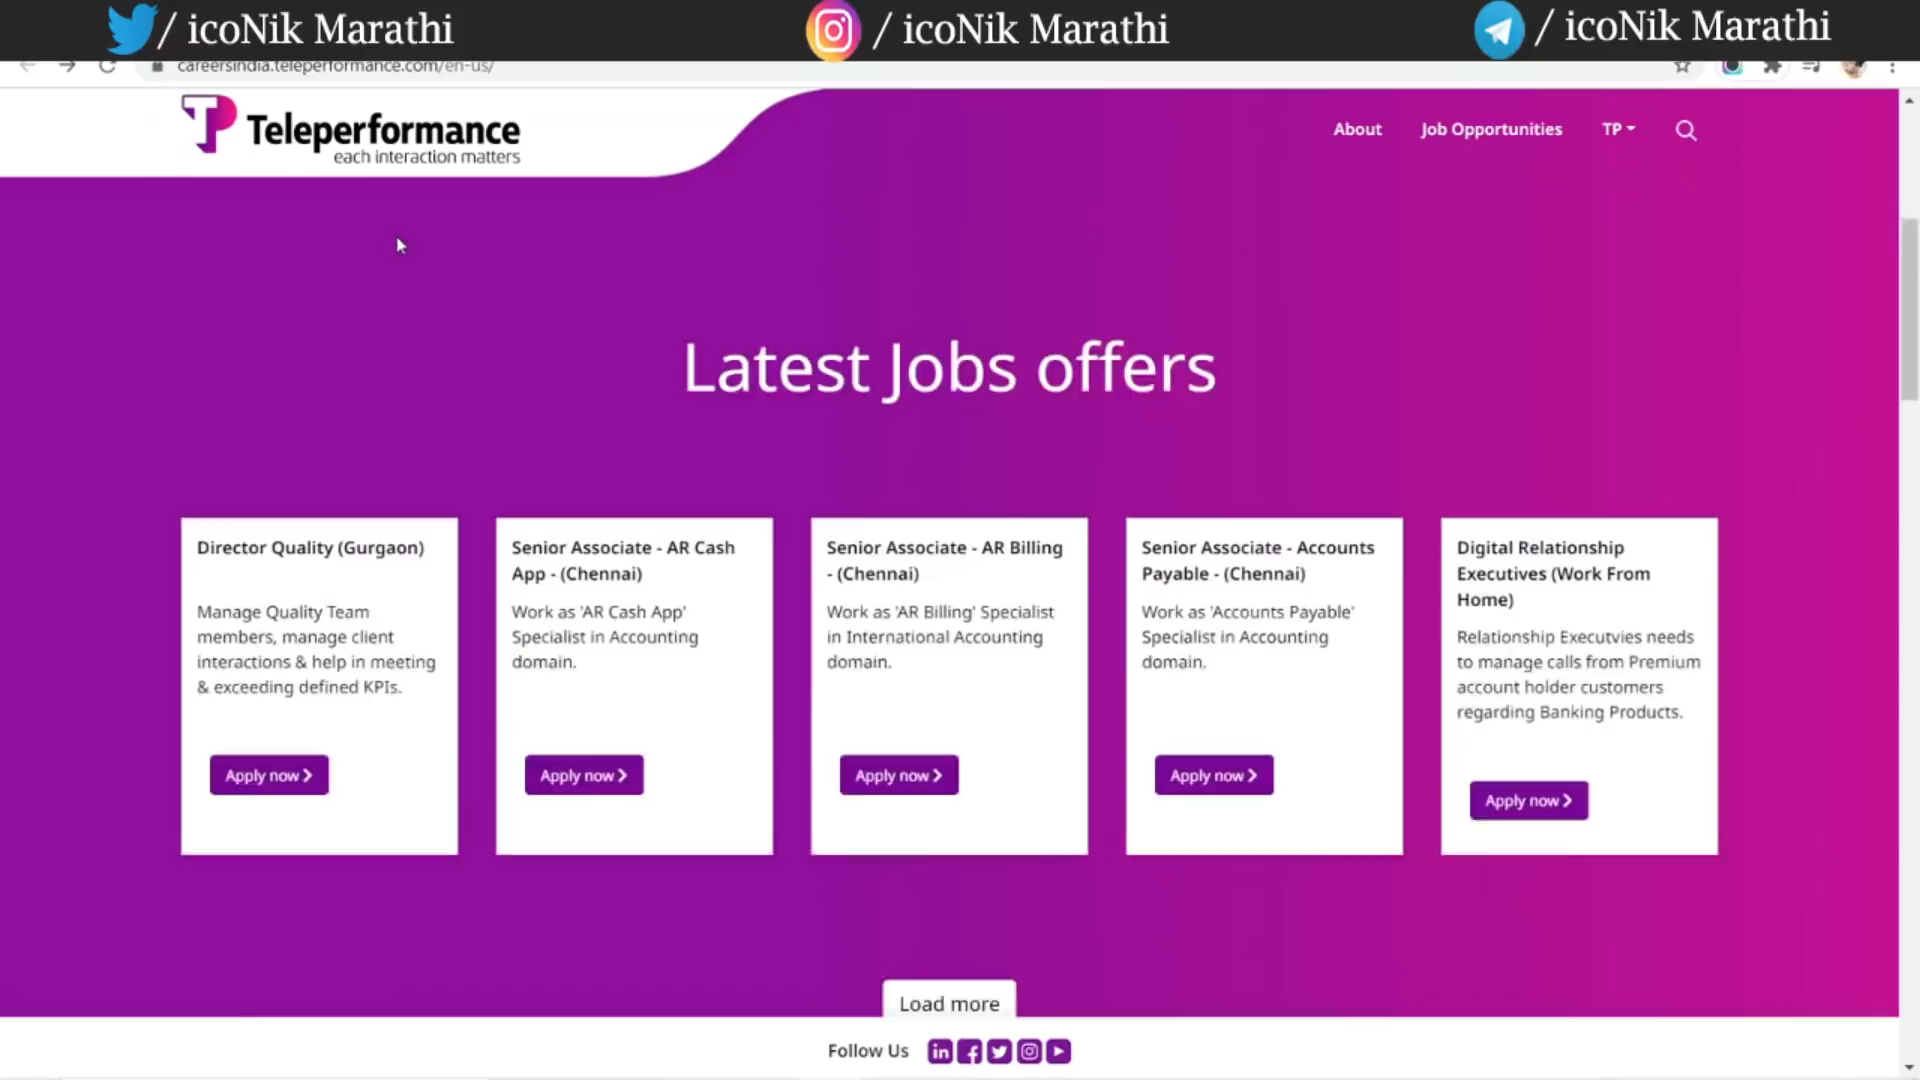 / icoNik Marathi
/ icoNik Marathi
/ icoNik Marathi
careersindia.teleperformance.com/en-us/
TP
Teleperformance
each interaction matters
About
Job Opportunities
TP
Latest Jobs offers
Director Quality (Gurgaon)
Manage Quality Team
members, manage client
interactions & help in meeting
& exceeding defined KPIs.
Apply now
Senior Associate - AR Cash
App - (Chennai)
Work as 'AR Cash App'
Specialist in Accounting
domain.
Apply now
Senior Associate - AR Billing
- (Chennai)
Work as 'AR Billing' Specialist
in International Accounting
domain.
Apply now
Senior Associate - Accounts
Payable - (Chennai)
Work as 'Accounts Payable'
Specialist in Accounting
domain.
Apply now
Digital Relationship
Executives (Work From
Home)
Relationship Executvies needs
to manage calls from Premium
account holder customers
regarding Banking Products.
Apply now
Load more
Follow Us